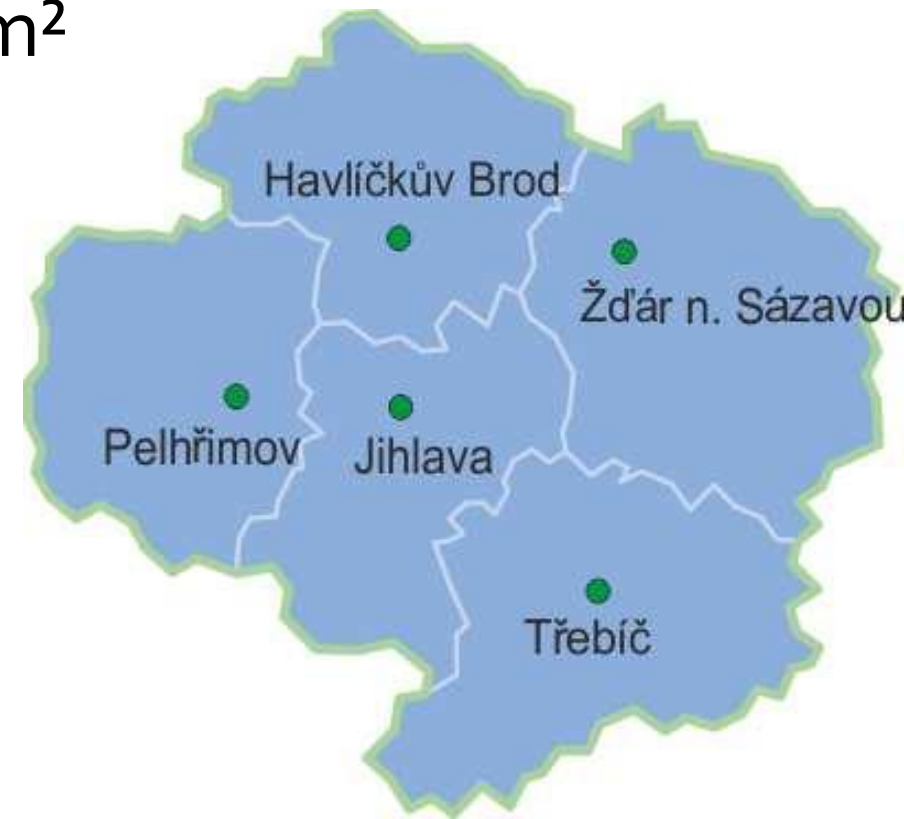 m²
Havlíčkův Brod
Žďár n. Sázavou
Pelhřimov
Jihlava
Třebíč